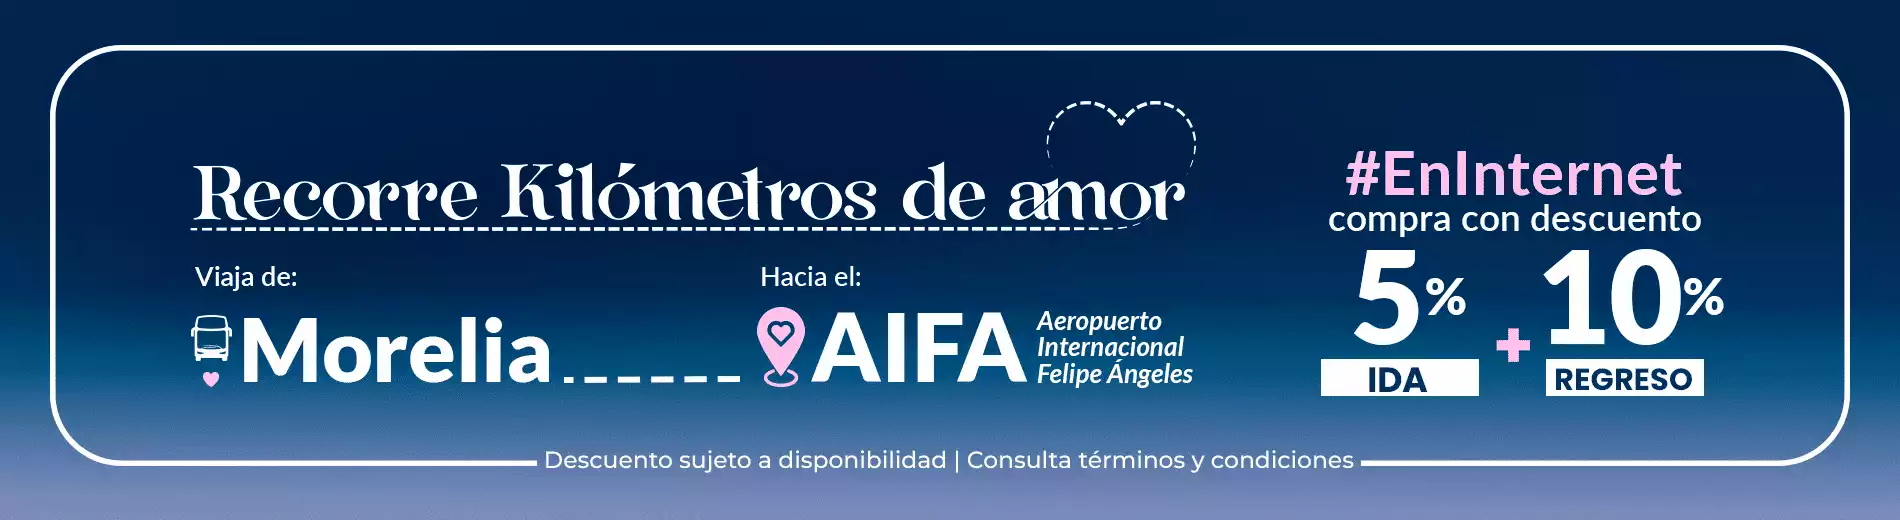 Recorre Kilómetros de amor
Viaja de:
Morelia
Hacia el:
AIFA
Aeropuerto
Internacional
Felipe Ángeles
#EnInternet
compra con descuento
5% + 10%
IDA REGRESO
Descuento sujeto a disponibilidad | Consulta términos y condiciones